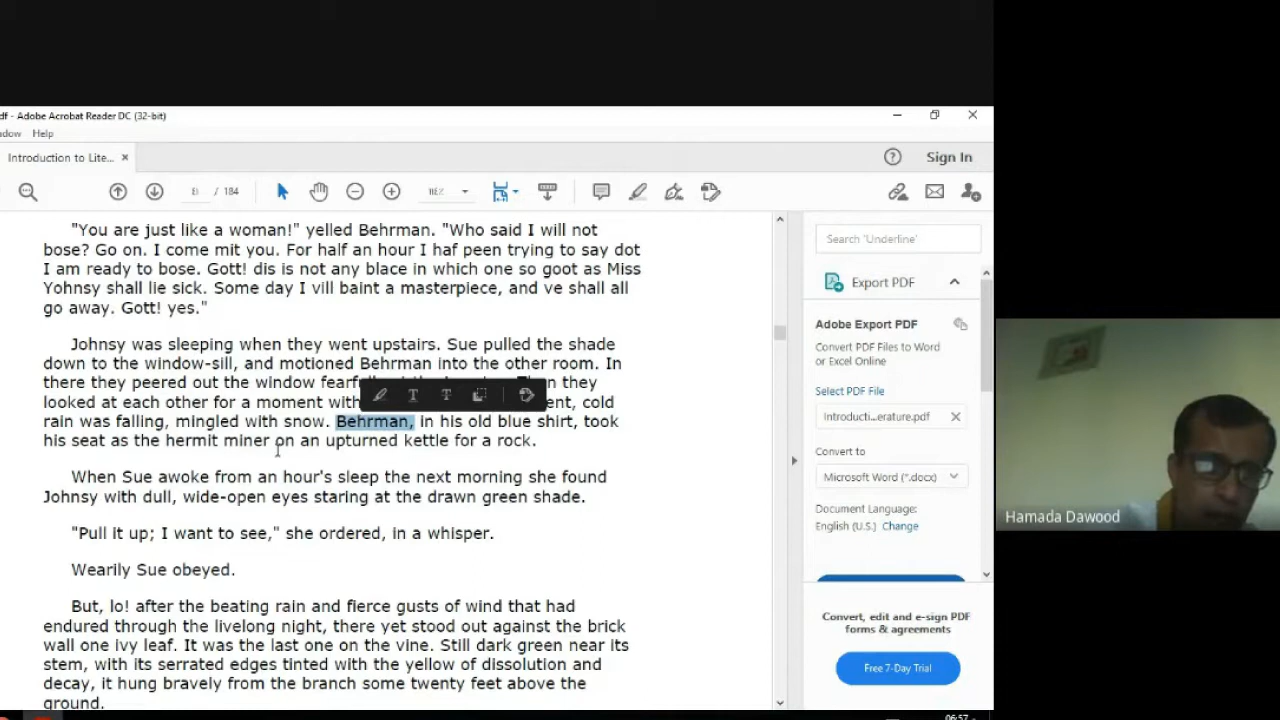 df - Adobe Acrobat Reader DC (32-bit)
ndow Help
Introduction to Lite... ×
Sign In
8 / 184
"You are just like a woman!" yelled Behrman. "Who said I will not
bose? Go on. I come mit you. For half an hour I haf peen trying to say dot
I am ready to bose. Gott! dis is not any blace in which one so goot as Miss
Yohnsy shall lie sick. Some day I vill baint a masterpiece, and ve shall all
go away. Gott! yes."
Johnsy was sleeping when they went upstairs. Sue pulled the shade
down to the window-sill, and motioned Behrman into the other room. In
there they peered out the window they
looked at each other for a moment cold
rain was falling, mingled with snow. Behrman, in his old blue shirt, took
his seat as the hermit miner on an upturned kettle for a rock.
When Sue awoke from an hour's sleep the next morning she found
Johnsy with dull, wide-open eyes staring at the drawn green shade.
"Pull it up; I want to see," she ordered, in a whisper.
Wearily Sue obeyed.
But, lo! after the beating rain and fierce gusts of wind that had
endured through the livelong night, there yet stood out against the brick
wall one ivy leaf. It was the last one on the vine. Still dark green near its
stem, with its serrated edges tinted with the yellow of dissolution and
decay, it hung bravely from the branch some twenty feet above the
ground.
Search 'Underline'
Export PDF
Adobe Export PDF
Convert PDF Files to Word
or Excel Online
Select PDF File
Introducti...erature.pdf ×
Convert to
Microsoft Word (*.docx)
Document Language:
English (U.S.) Change
Convert, edit and e-sign PDF
forms & agreements
Free 7-Day Trial
Hamada Dawood
06:57